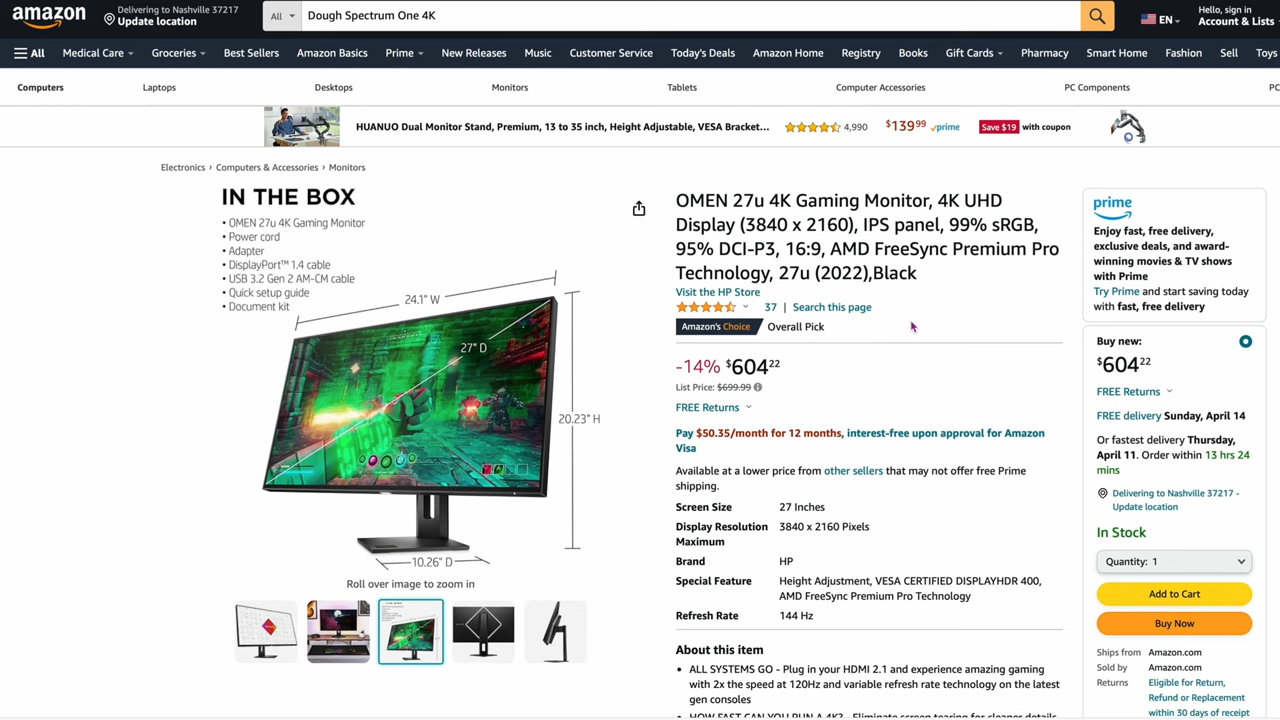 amazon
Delivering to Nashville 37217
Update location
All
Dough Spectrum One 4K
EN
Hello, sign in
Account & Lists
All
Medical Care
Groceries
Best Sellers
Amazon Basics
Prime
New Releases
Music
Customer Service
Today's Deals
Amazon Home
Registry
Books
Gift Cards
Pharmacy
Smart Home
Fashion
Sell
Toys
Computers
Laptops
Desktops
Monitors
Tablets
Computer Accessories
PC Components
PC
HUANUO Dual Monitor Stand, Premium, 13 to 35 inch, Height Adjustable, VESA Bracket...
4,990
$139 99
prime
Save $19 with coupon
Electronics › Computers & Accessories › Monitors
IN THE BOX
• OMEN 27u 4K Gaming Monitor
• Power cord
• Adapter
• DisplayPort™ 1.4 cable
• USB 3.2 Gen 2 AM-CM cable
• Quick setup guide
• Document kit
24.1" W
27" D
20.23" H
10.26" D
Roll over image to zoom in
OMEN 27u 4K Gaming Monitor, 4K UHD
Display (3840 x 2160), IPS panel, 99% sRGB,
95% DCI-P3, 16:9, AMD FreeSync Premium Pro
Technology, 27u (2022),Black
Visit the HP Store
37 | Search this page
Amazon's Choice
Overall Pick
-14% $604 22
List Price: $699.99
FREE Returns
Pay $50.35/month for 12 months, interest-free upon approval for Amazon
Visa
Available at a lower price from other sellers that may not offer free Prime
shipping.
Screen Size 27 Inches
Display Resolution 3840 x 2160 Pixels
Maximum
Brand HP
Special Feature Height Adjustment, VESA CERTIFIED DISPLAYHDR 400,
AMD FreeSync Premium Pro Technology
Refresh Rate 144 Hz
About this item
• ALL SYSTEMS GO - Plug in your HDMI 2.1 and experience amazing gaming
with 2x the speed at 120Hz and variable refresh rate technology on the latest
gen consoles
• HOW FAST CAN YOU RUN A 4K? - Eliminate screen tearing for cleaner details
prime
Enjoy fast, free delivery,
exclusive deals, and award-
winning movies & TV shows
with Prime
Try Prime and start saving today
with fast, free delivery
Buy new:
$604 22
FREE Returns
FREE delivery Sunday, April 14
Or fastest delivery Thursday,
April 11. Order within 13 hrs 24
mins
Delivering to Nashville 37217 -
Update location
In Stock
Quantity: 1
Add to Cart
Buy Now
Ships from Amazon.com
Sold by Amazon.com
Returns Eligible for Return,
Refund or Replacement
within 30 days of receipt